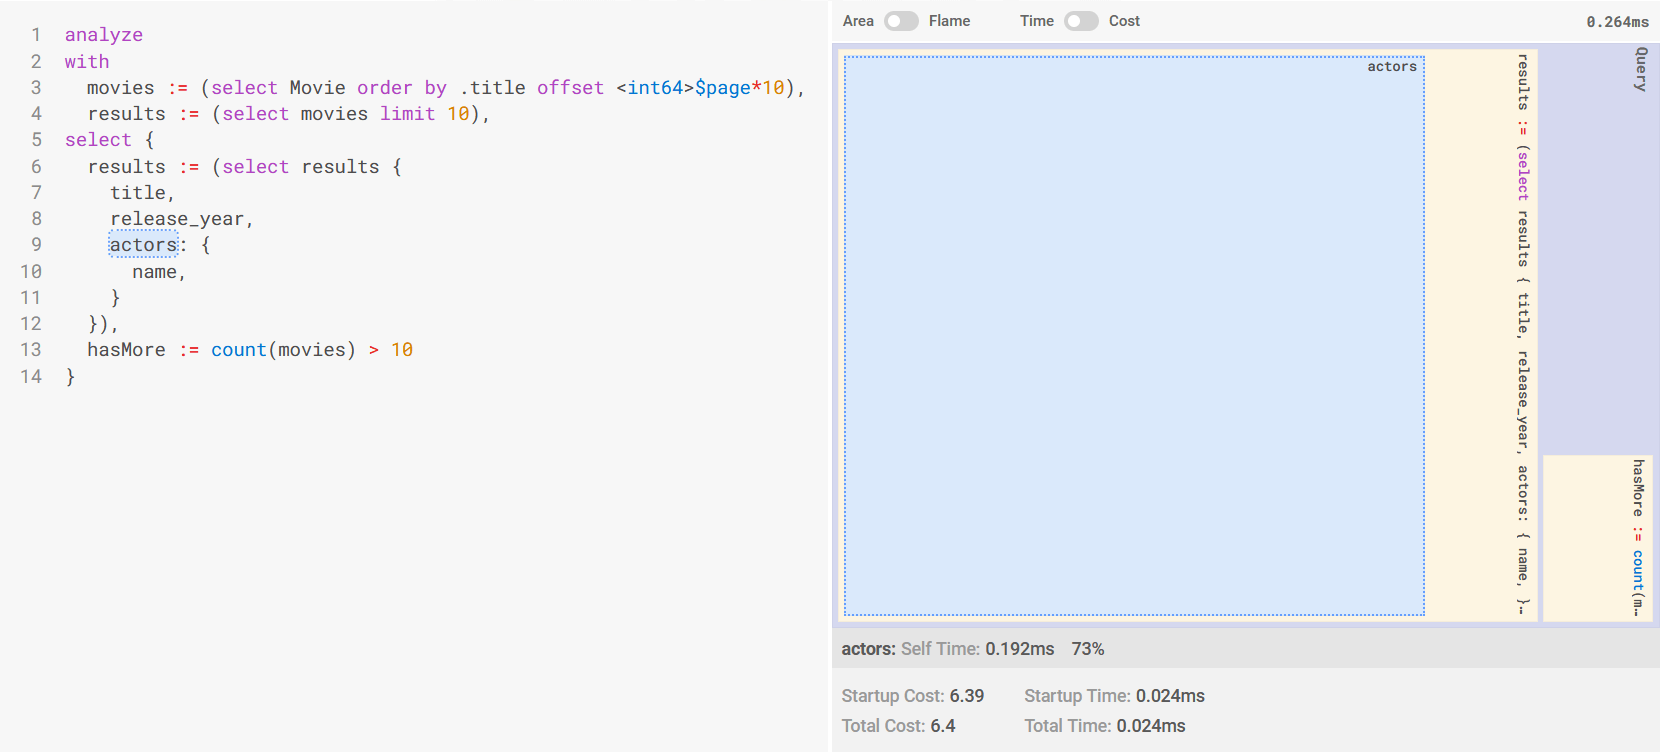 1 analyze
2 with
3 movies := (select Movie order by .title offset <int64>$page*10),
4 results := (select movies limit 10),
5 select {
6 results := (select results {
7 title,
8 release_year,
9 actors: {
10 name,
11 }
12 }),
13 hasMore := count(movies) > 10
14 }
Area Flame Time Cost 0.264ms
actors
results := (select results { title, release_year, actors: { name, }…
Query
hasMore := count(m…
actors: Self Time: 0.192ms 73%
Startup Cost: 6.39 Startup Time: 0.024ms
Total Cost: 6.4 Total Time: 0.024ms